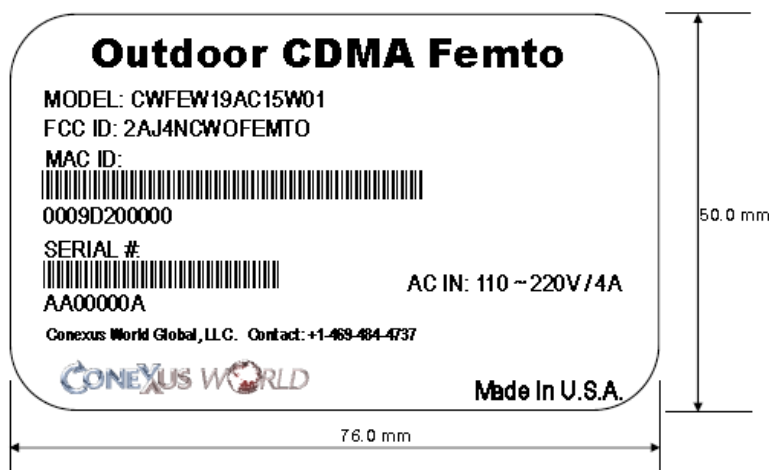 Outdoor CDMA Femto
MODEL: CWFEW19AC15W01
FCC ID: 2AJ4NCWOFEMTO
MAC ID:
0009D200000
SERIAL #:
AA00000A
AC IN: 110 ~ 220V/4A
Conexus World Global, LLC. Contact: +1-469-484-4737
CONEXUS WORLD
Made In U.S.A.
50.0 mm
76.0 mm